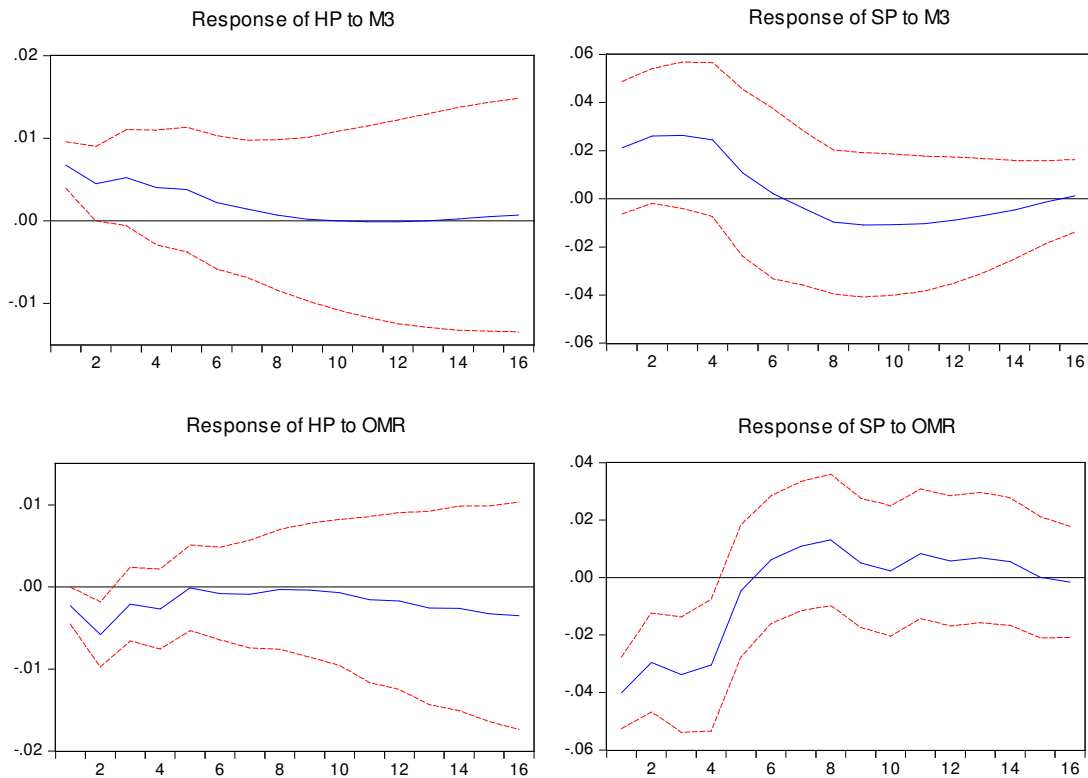 Response of HP to M3
.02
.01
.00
-.01
2 4 6 8 10 12 14 16
Response of SP to M3
.06
.04
.02
.00
-.02
-.04
-.06
2 4 6 8 10 12 14 16
Response of HP to OMR
.01
.00
-.01
-.02
2 4 6 8 10 12 14 16
Response of SP to OMR
.04
.02
.00
-.02
-.04
-.06
2 4 6 8 10 12 14 16